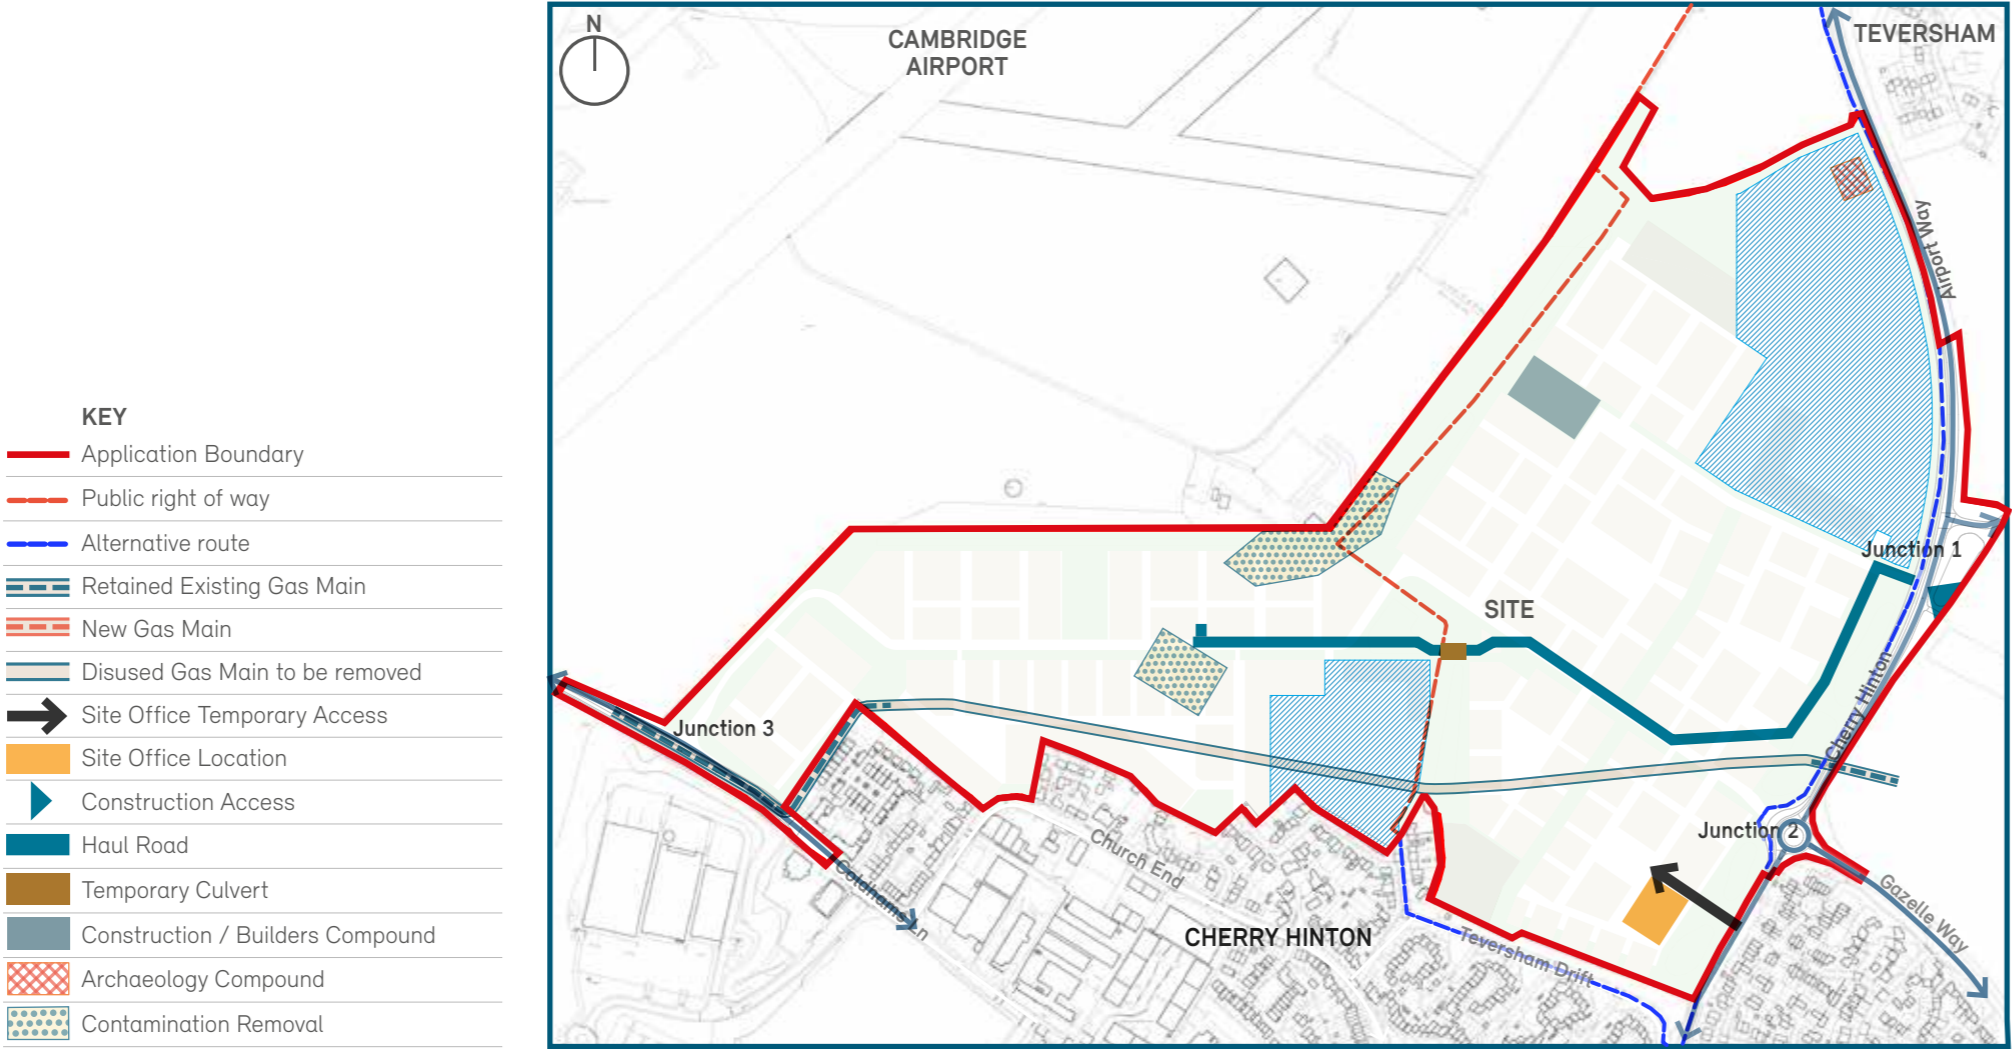 N
CAMBRIDGE
AIRPORT
TEVERSHAM
Airport Way
KEY
Application Boundary
Public right of way
Alternative route
Retained Existing Gas Main
New Gas Main
Disused Gas Main to be removed
Site Office Temporary Access
Site Office Location
Construction Access
Haul Road
Temporary Culvert
Construction / Builders Compound
Archaeology Compound
Contamination Removal
Junction 1
SITE
Cherry Hinton
Junction 3
Junction 2
Church End
Coldhams Ln
Gazelle Way
CHERRY HINTON
Teversham Drift